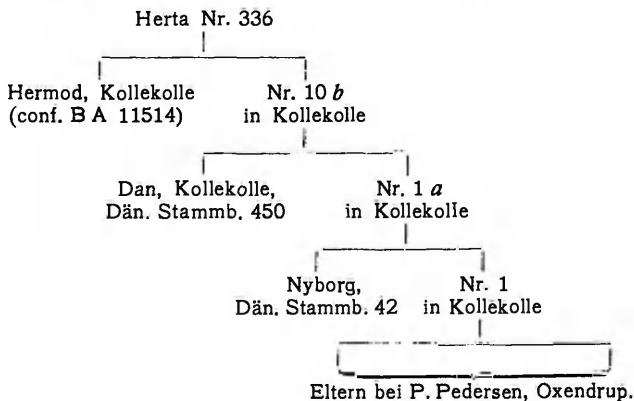 Herta Nr. 336
Hermod, Kollekolle
(conf. B A 11514)
Nr. 10 b
in Kollekolle
Dan, Kollekolle,
Dän. Stammb. 450
Nr. 1 a
in Kollekolle
Nyborg,
Dän. Stammb. 42
Nr. 1
in Kollekolle
Eltern bei P. Pedersen, Oxendrup.